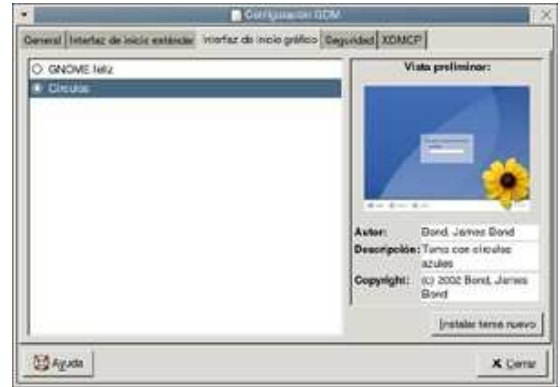 Configuración GDM
General Interfaz de inicio estándar Interfaz de inicio gráfico Seguridad XDMCP
GNOME feliz
Círculos
Vista preliminar:
Autor: Bond, James Bond
Descripción: Tema con círculos
azules
Copyright: (c) 2002 Bond, James
Bond
Instalar tema nuevo
Ayuda
Cerrar